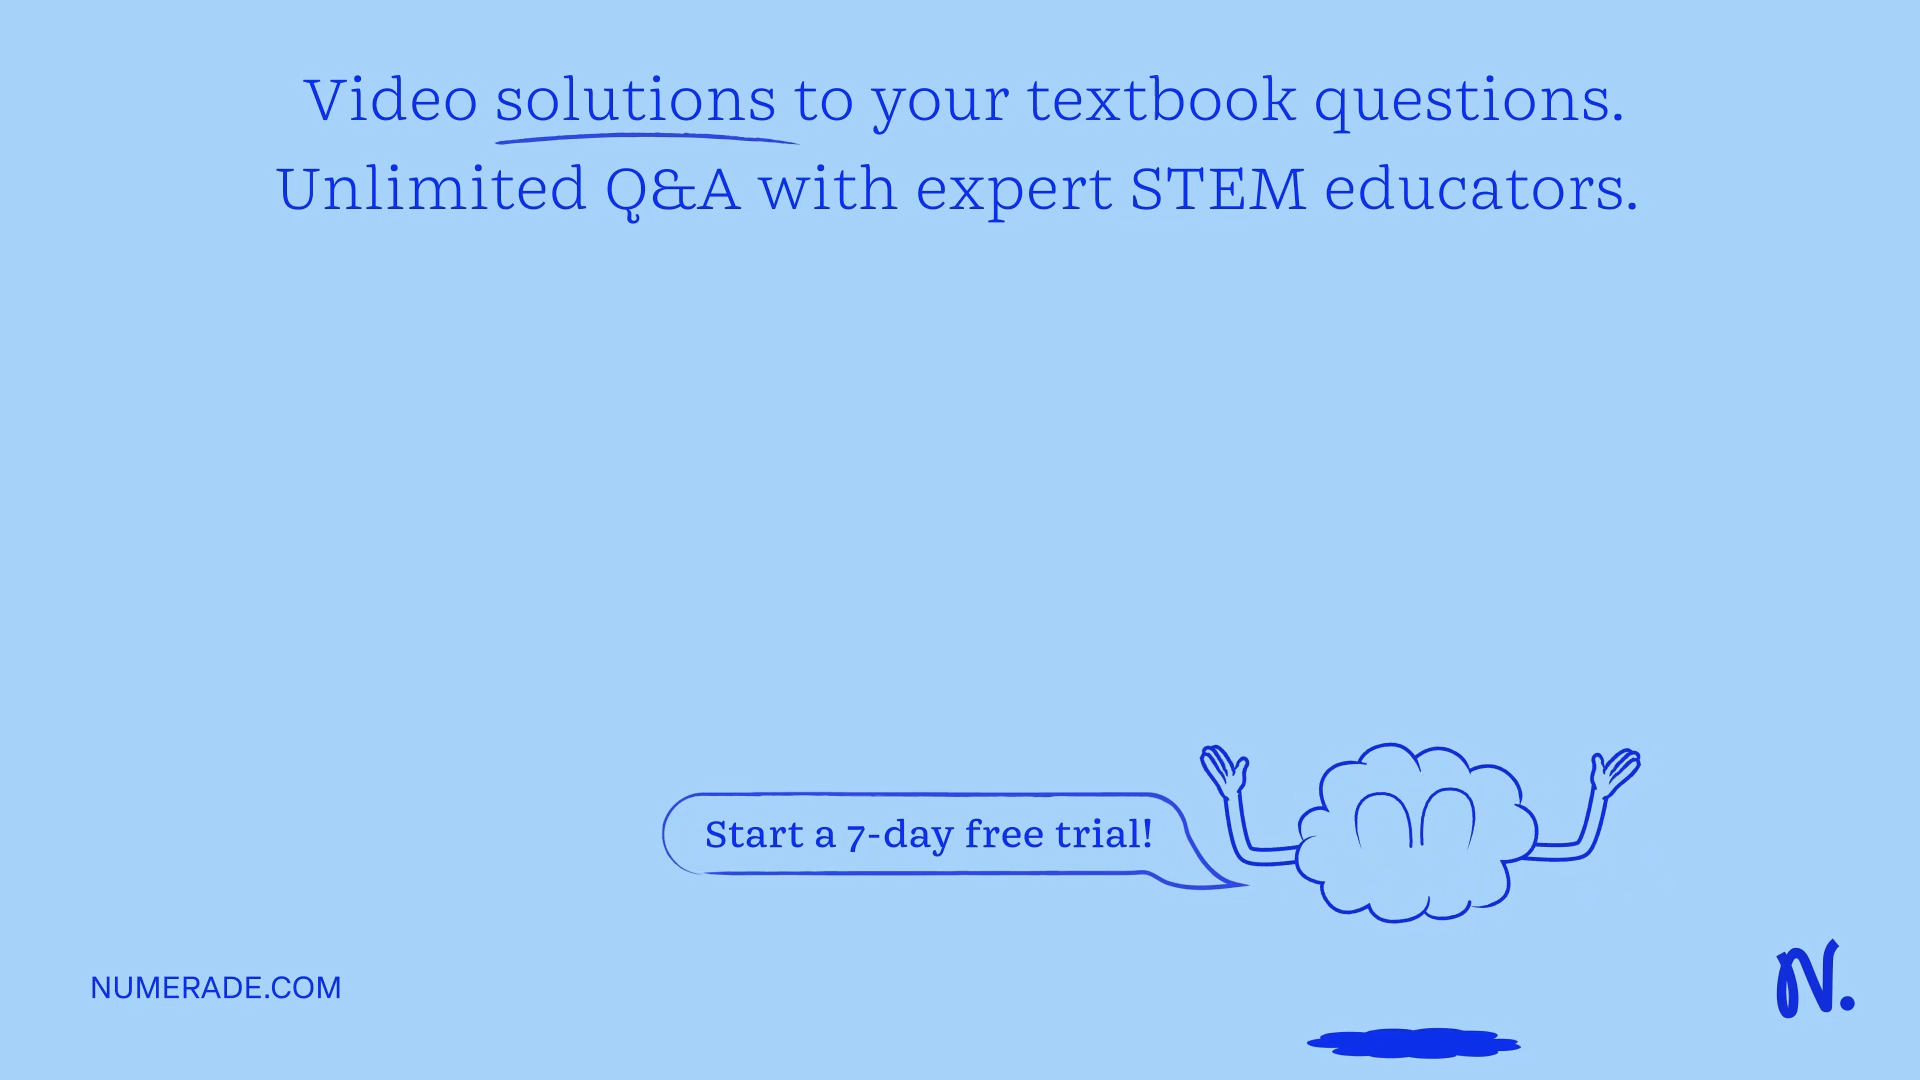 Video solutions to your textbook questions.
Unlimited Q&A with expert STEM educators.
Start a 7-day free trial!
NUMERADE.COM
N.